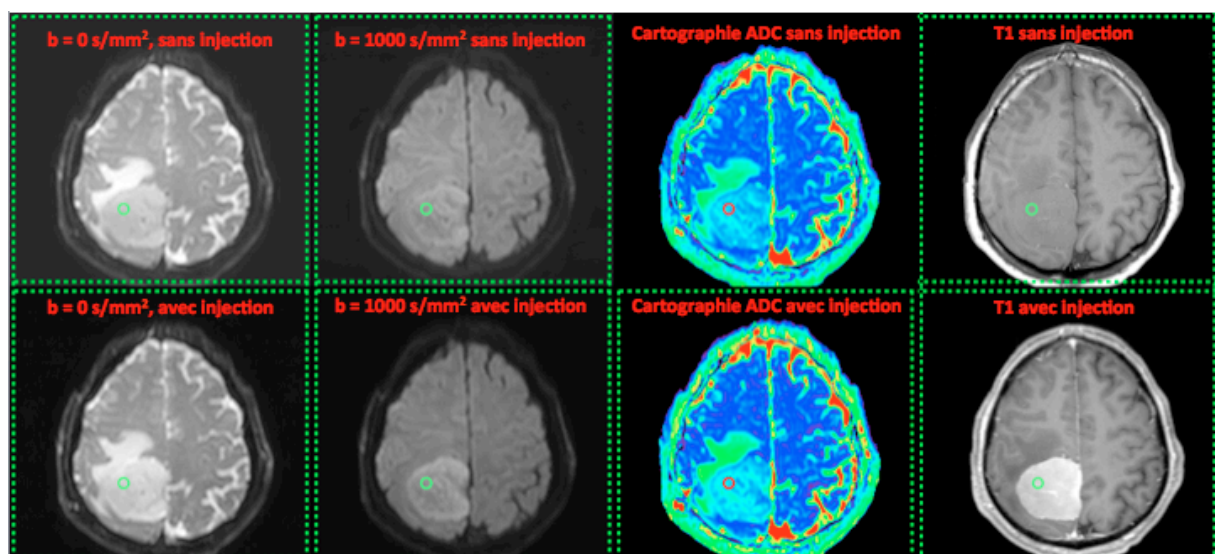 b = 0 s/mm², sans injection
b = 1000 s/mm² sans injection
Cartographie ADC sans injection
T1 sans injection
b = 0 s/mm², avec injection
b = 1000 s/mm² avec injection
Cartographie ADC avec injection
T1 avec injection